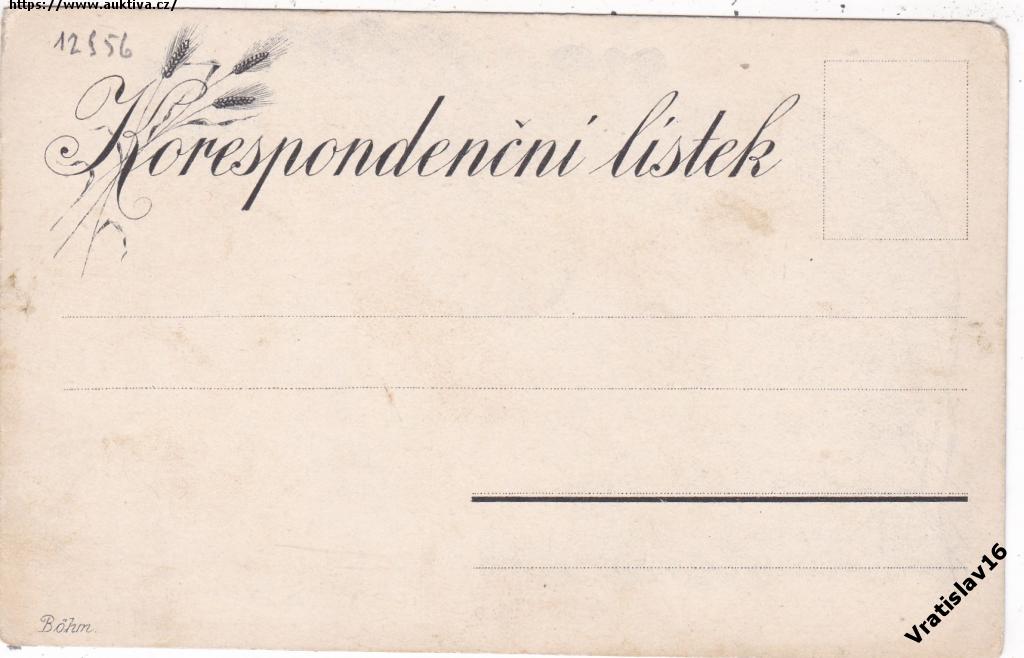 https://www.auktiva.cz/
12556
Korespondenční lístek
Böhm.
Vratislav16